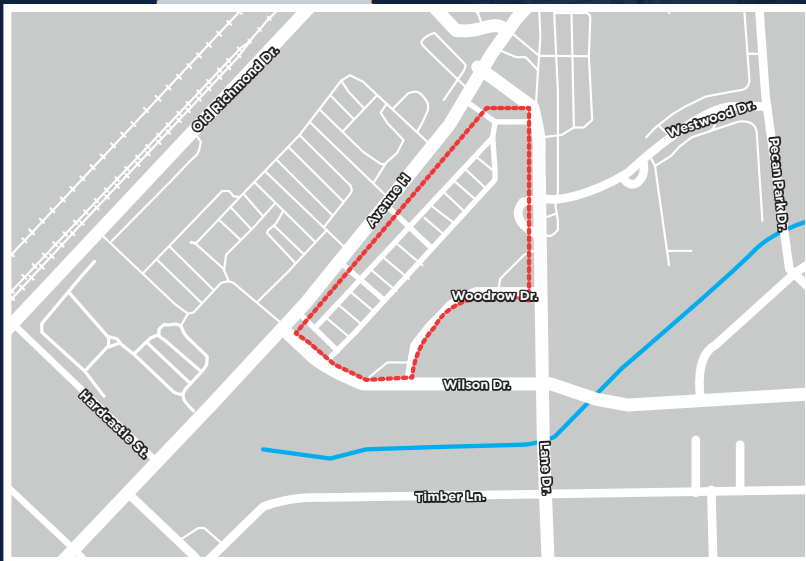 Old Richmond Dr.
Westwood Dr.
Pecan Park Dr.
Avenue H
Woodrow Dr.
Wilson Dr.
Hardcastle St.
Lane Dr.
Timber Ln.